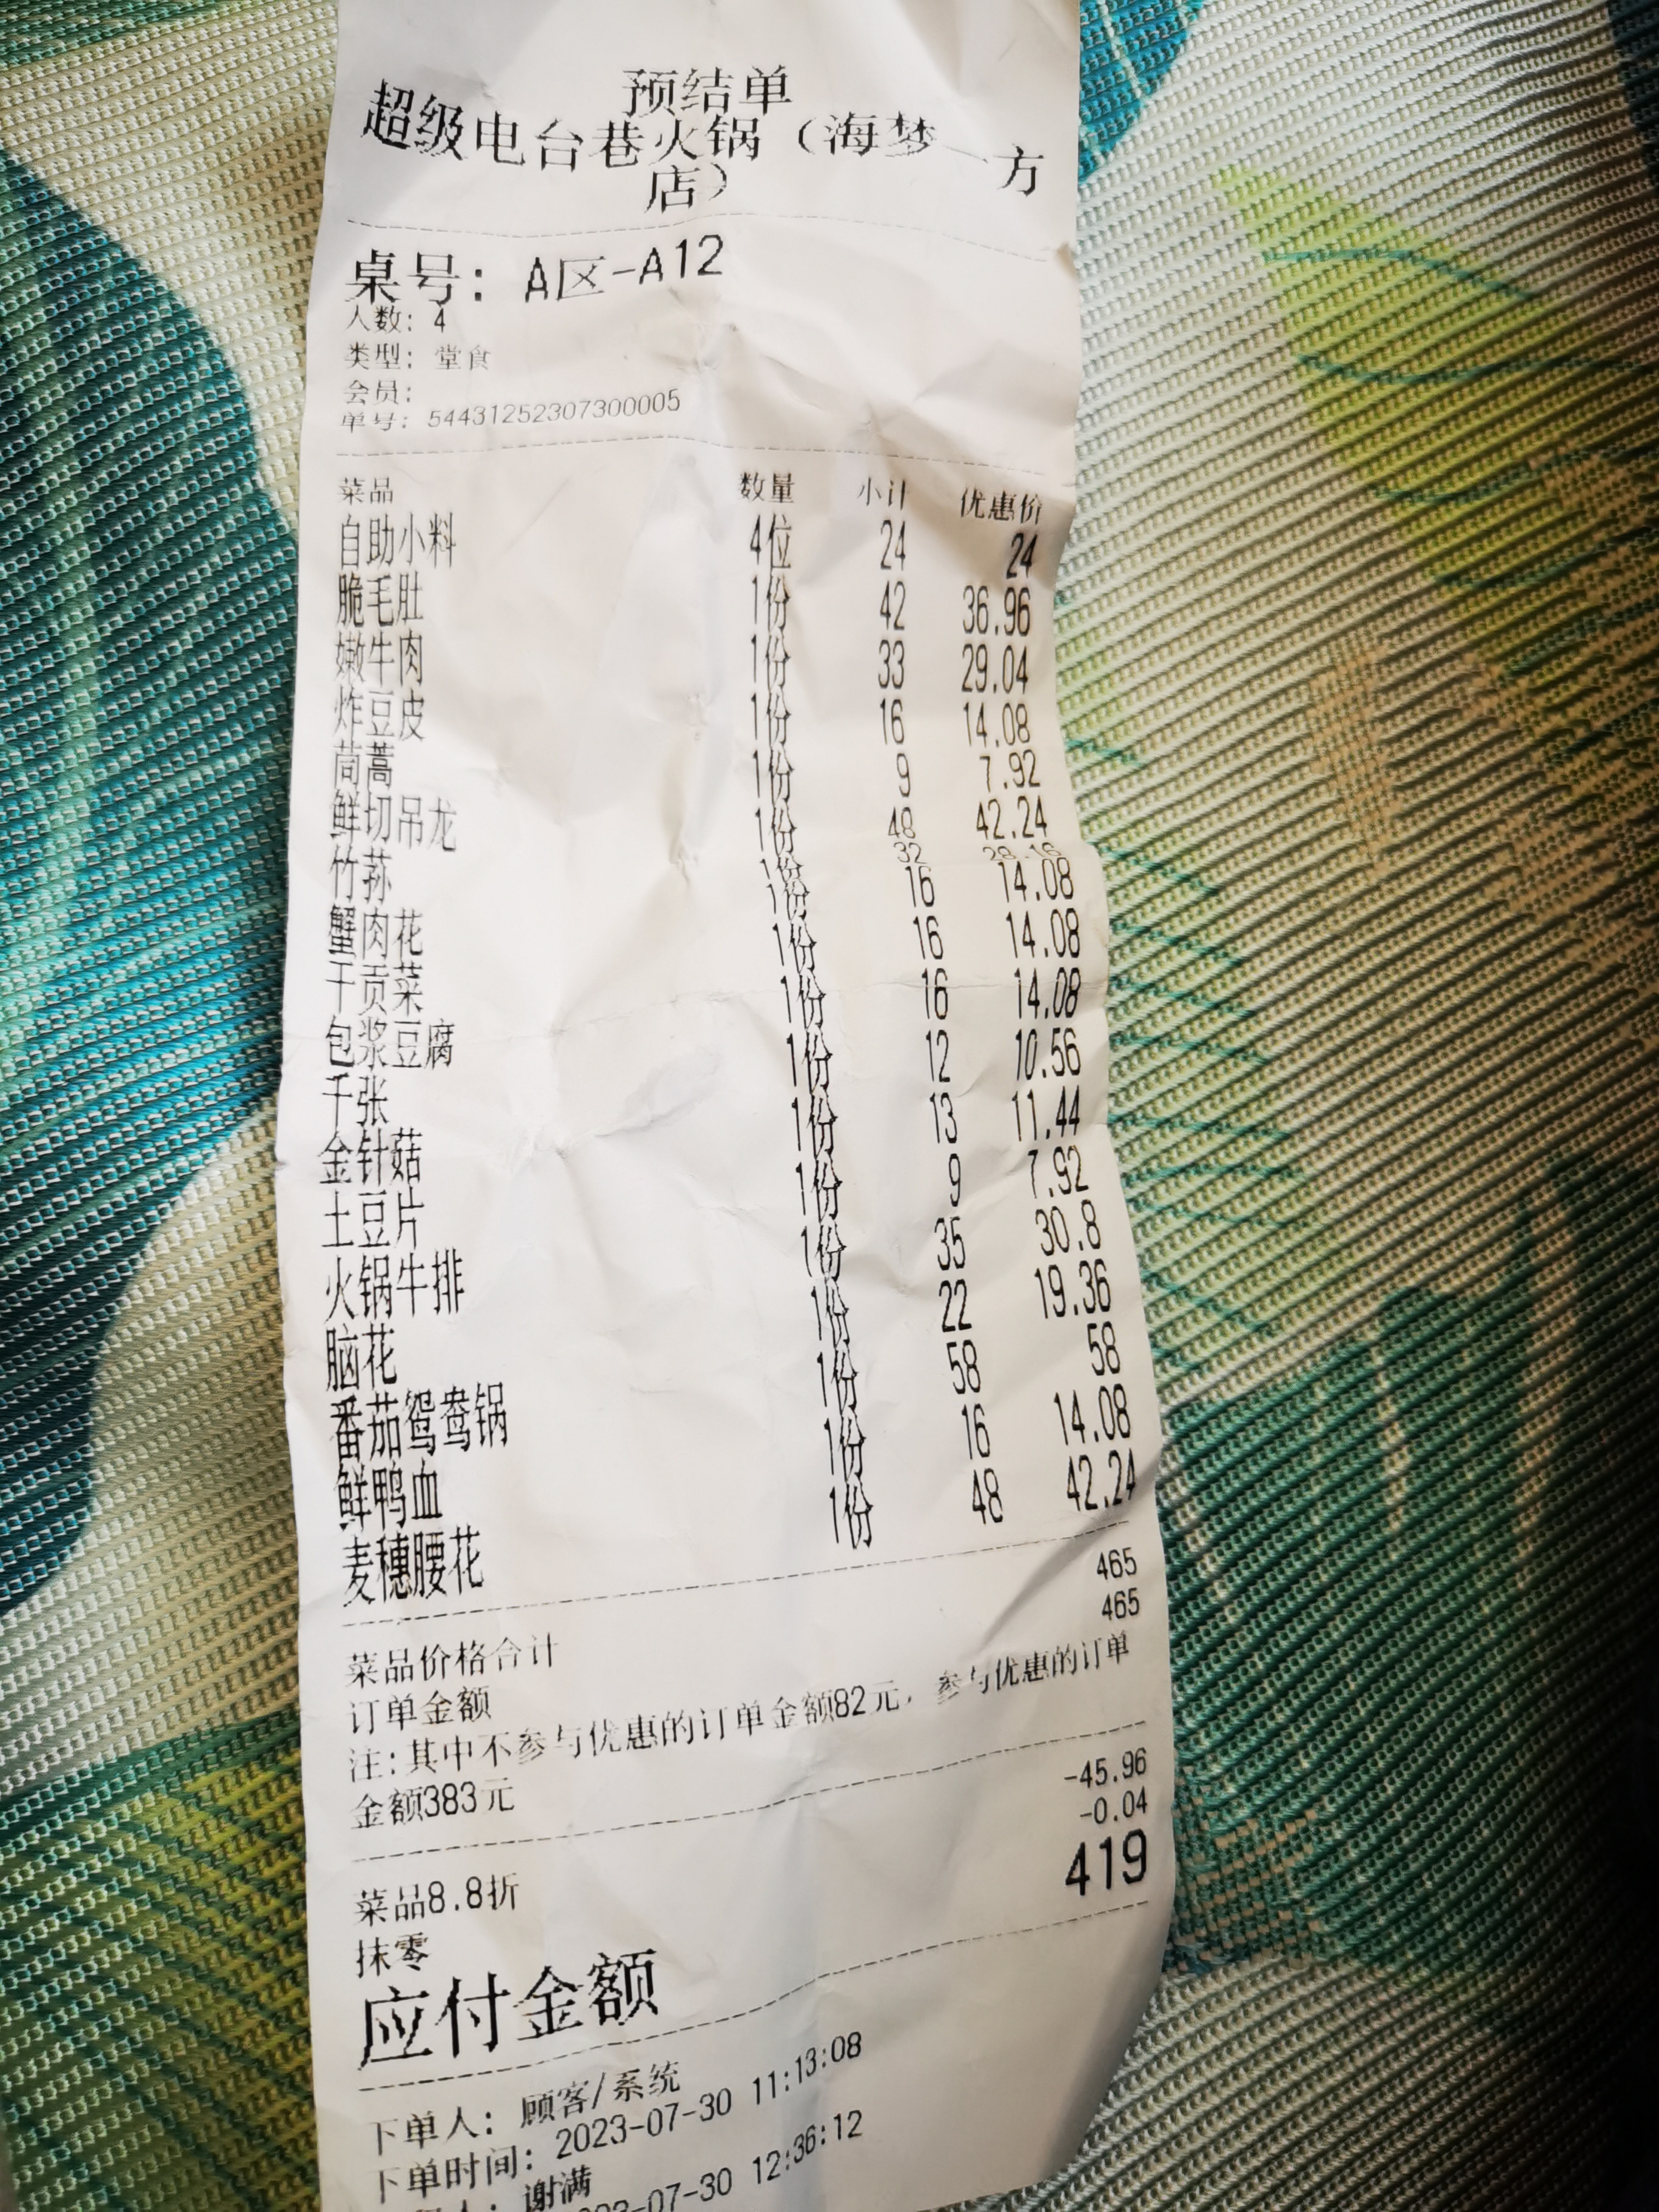 预结单
超级电台巷火锅（海梦一方
店）
桌号：A区-A12
人数：4
类型：堂食
会员：
单号：544312523073000​05
菜品 数量 小计 优惠价
自助小料 4位 24 24
脆毛肚 1份 42 36.96
嫩牛肉 1份 33 29.04
炸豆皮 1份 16 14.08
茼蒿 1份 9 7.92
鲜切吊龙 1份 48 42.24
竹荪 1份 32 28.16
蟹肉花 1份 16 14.08
干贡菜 1份 16 14.08
包浆豆腐 1份 16 14.08
千张 1份 12 10.56
金针菇 1份 13 11.44
土豆片 1份 9 7.92
火锅牛排 1份 35 30.8
脑花 1份 22 19.36
番茄鸳鸯锅 1份 58 58
鲜鸭血 1份 16 14.08
麦穗腰花 1份 48 42.24
菜品价格合计 465
订单金额 465
注：其中不参与优惠的订单金额82元，参与优惠的订单
金额383元
菜品8.8折 -45.96
抹零 -0.04
应付金额 419
下单人：顾客/系统
下单时间：2023-07-30 11:13:08
人：谢满
23-07-30 12:36:12